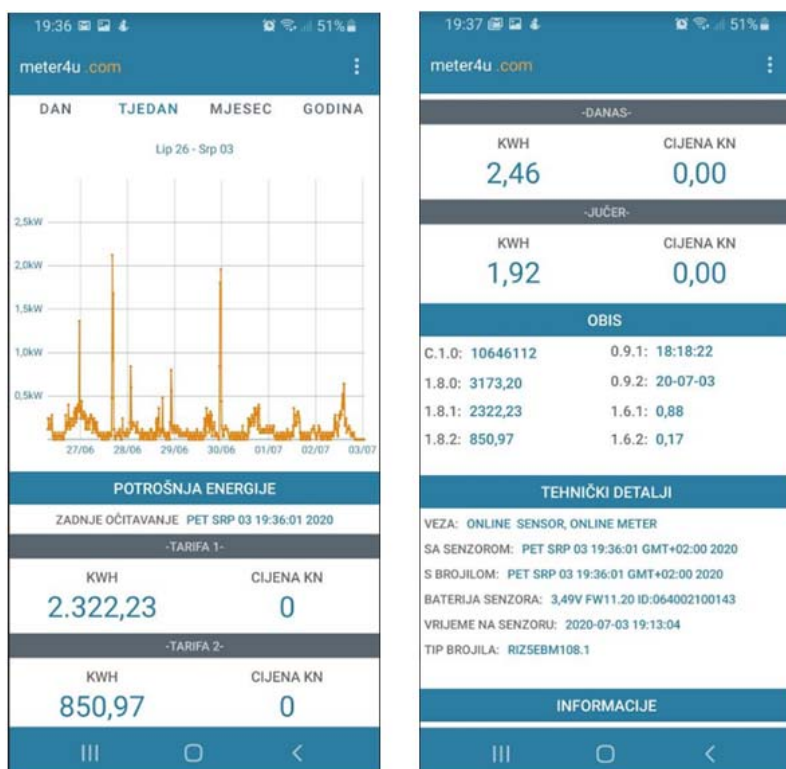 19:36 51%
meter4u .com
DAN TJEDAN MJESEC GODINA
Lip 26 - Srp 03
2,5kW
2,0kW
1,5kW
1,0kW
0,5kW
27/06 28/06 29/06 30/06 01/07 02/07 03/07
POTROŠNJA ENERGIJE
ZADNJE OČITAVANJE PET SRP 03 19:36:01 2020
-TARIFA 1-
KWH CIJENA KN
2.322,23 0
-TARIFA 2-
KWH CIJENA KN
850,97 0
19:37 51%
meter4u .com
-DANAS-
KWH CIJENA KN
2,46 0,00
-JUČER-
KWH CIJENA KN
1,92 0,00
OBIS
C.1.0: 10646112 0.9.1: 18:18:22
1.8.0: 3173,20 0.9.2: 20-07-03
1.8.1: 2322,23 1.6.1: 0,88
1.8.2: 850,97 1.6.2: 0,17
TEHNIČKI DETALJI
VEZA: ONLINE SENSOR, ONLINE METER
SA SENZOROM: PET SRP 03 19:36:01 GMT+02:00 2020
S BROJILOM: PET SRP 03 19:36:01 GMT+02:00 2020
BATERIJA SENZORA: 3,49V FW11.20 ID:064002100143
VRIJEME NA SENZORU: 2020-07-03 19:13:04
TIP BROJILA: RIZ5EBM108.1
INFORMACIJE